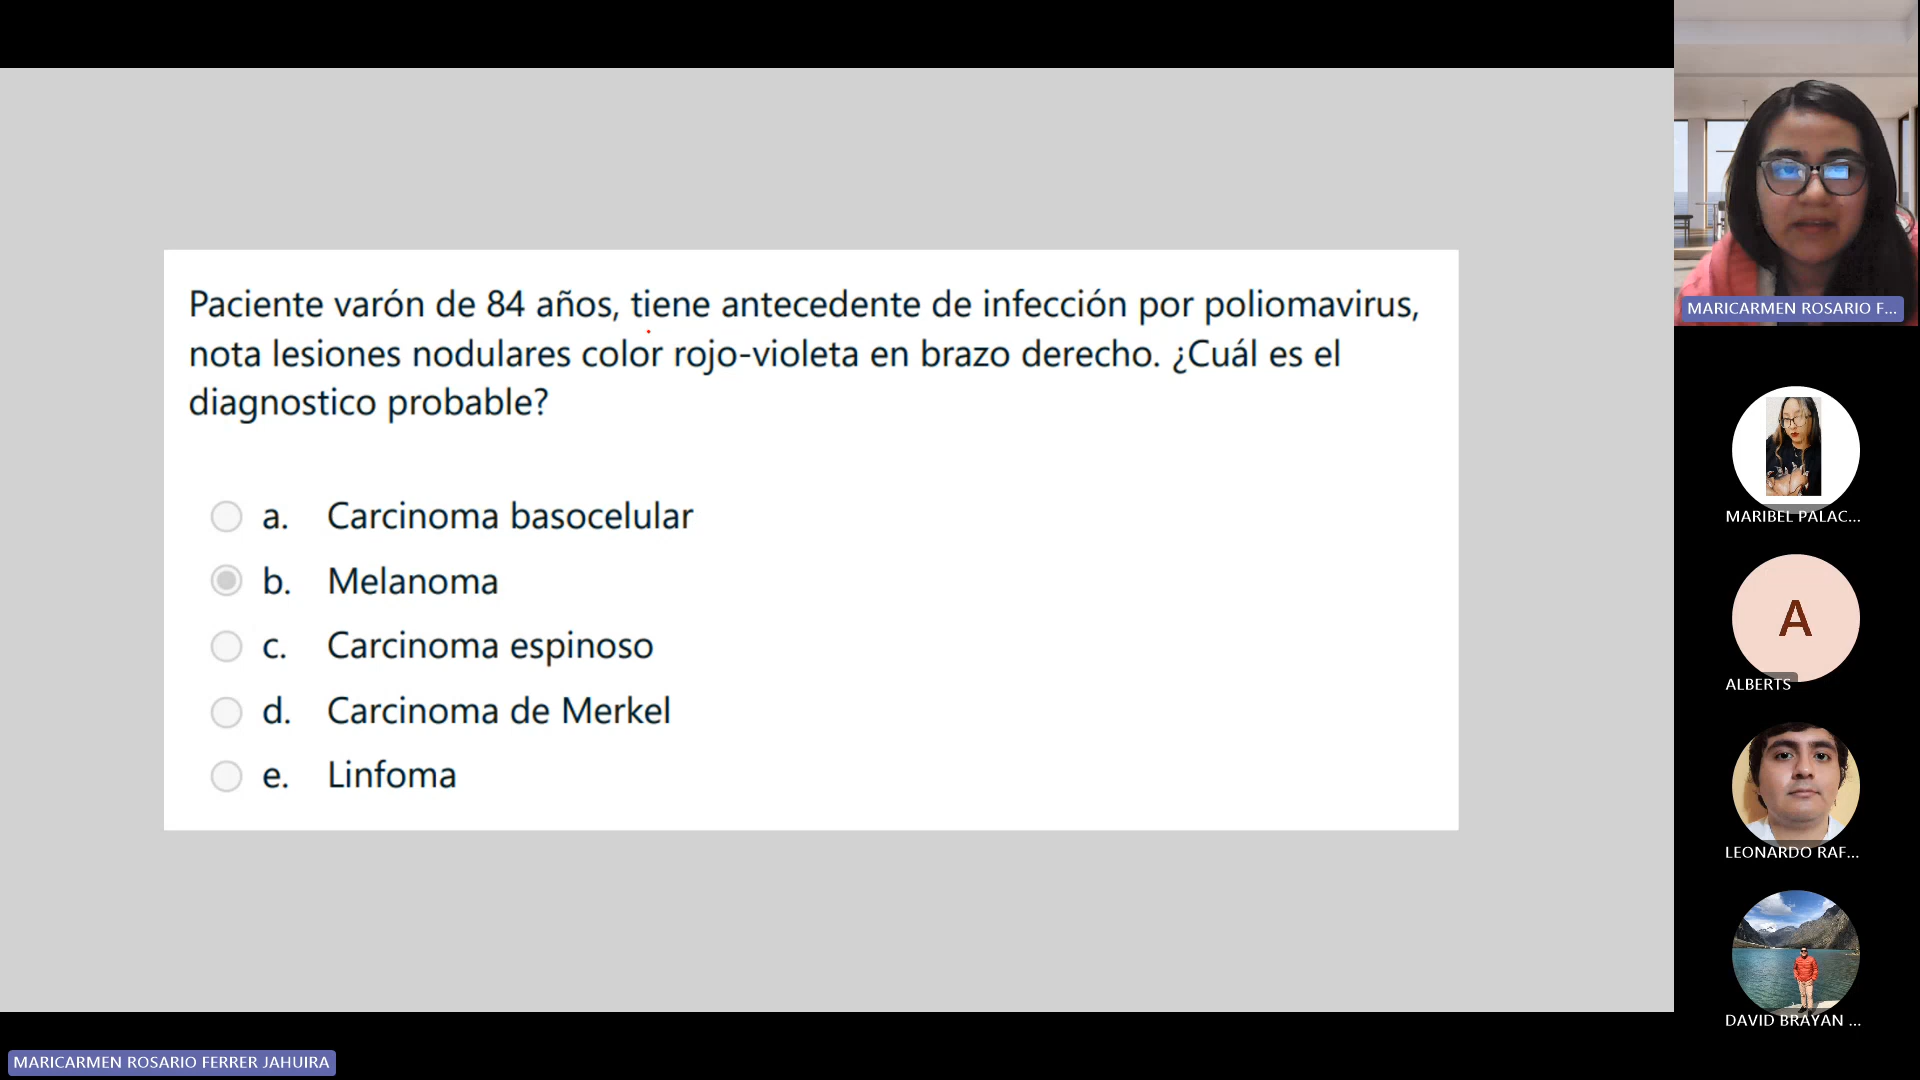 Paciente varón de 84 años, tiene antecedente de infección por poliomavirus,
nota lesiones nodulares color rojo-violeta en brazo derecho. ¿Cuál es el
diagnostico probable?
a. Carcinoma basocelular
b. Melanoma
c. Carcinoma espinoso
d. Carcinoma de Merkel
e. Linfoma
MARICARMEN ROSARIO F...
MARIBEL PALAC...
A
ALBERTS
LEONARDO RAF...
DAVID BRAYAN ...
MARICARMEN ROSARIO FERRER JAHUIRA